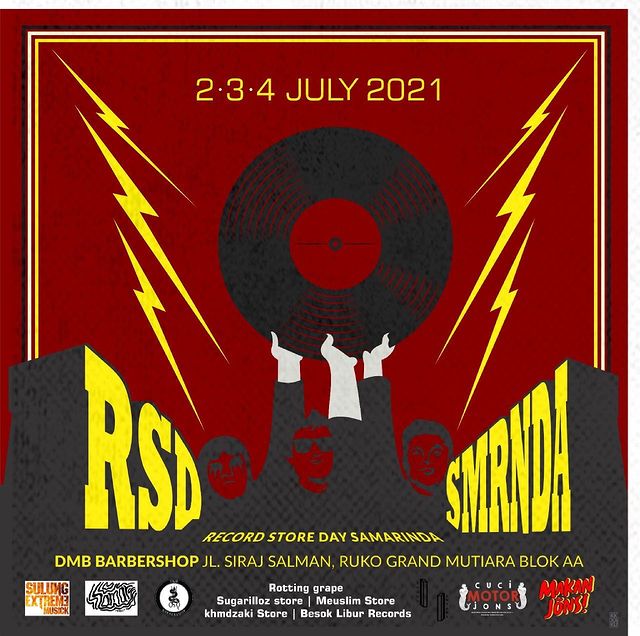 2·3·4 JULY 2021
RSD
SMRNDA
RECORD STORE DAY SAMARINDA
DMB BARBERSHOP JL. SIRAJ SALMAN, RUKO GRAND MUTIARA BLOK AA
SULUNG
EXTREME
MUSICK
Rotting grape
Sugarilloz store | Meuslim Store
khmdzaki Store | Besok Libur Records
CUCI
MOTOR
JONS
MAKAN
JÖNS!